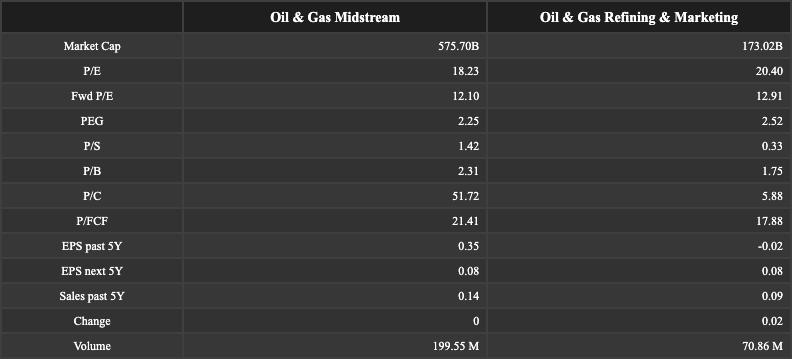 Oil & Gas Midstream Oil & Gas Refining & Marketing
Market Cap 575.70B 173.02B
P/E 18.23 20.40
Fwd P/E 12.10 12.91
PEG 2.25 2.52
P/S 1.42 0.33
P/B 2.31 1.75
P/C 51.72 5.88
P/FCF 21.41 17.88
EPS past 5Y 0.35 -0.02
EPS next 5Y 0.08 0.08
Sales past 5Y 0.14 0.09
Change 0 0.02
Volume 199.55 M 70.86 M